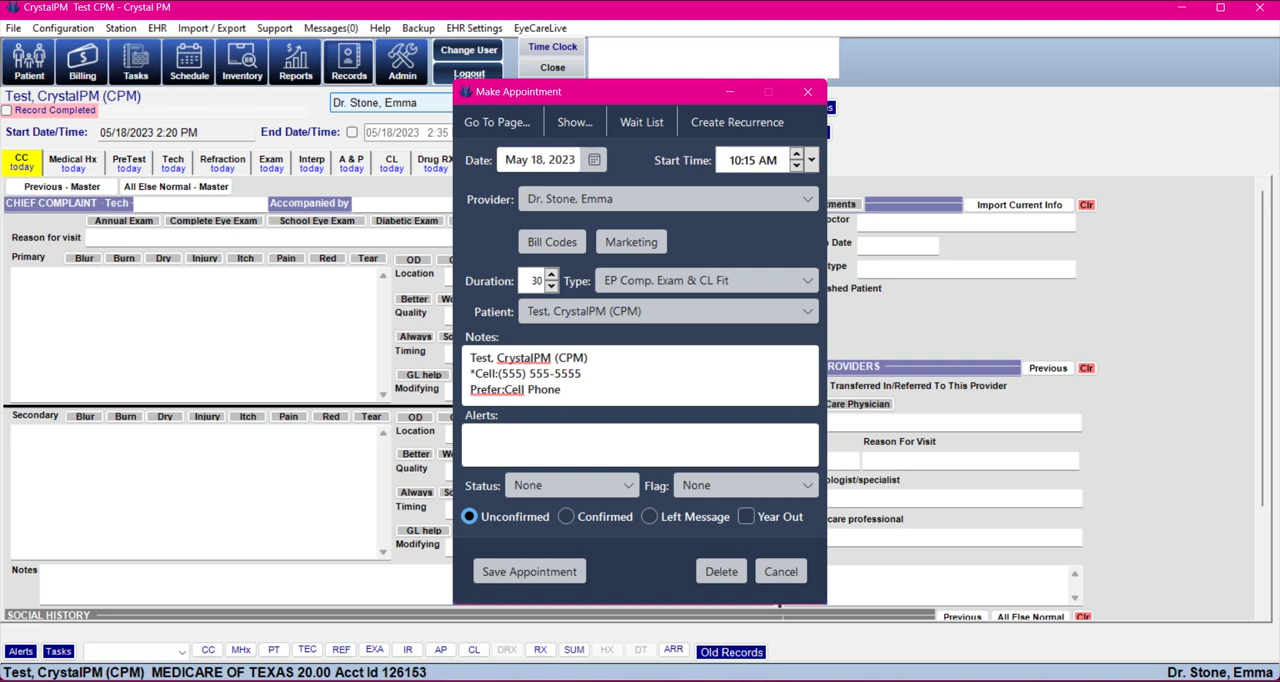 CrystalPM Test CPM - Crystal PM
File Configuration Station EHR Import / Export Support Messages(0) Help Backup EHR Settings EyeCareLive
Patient Billing Tasks Schedule Inventory Reports Records Admin
Change User
Logout
Time Clock
Close
Test, CrystalPM (CPM)
Record Completed
Dr. Stone, Emma
Start Date/Time: 05/18/2023 2:20 PM End Date/Time: 05/18/2023 2:35
CC today
Medical Hx today
PreTest today
Tech today
Refraction today
Exam today
Interp today
A & P today
CL today
Drug RX today
Previous - Master All Else Normal - Master
CHIEF COMPLAINT Tech - Accompanied by
Annual Exam Complete Eye Exam School Eye Exam Diabetic Exam
Reason for visit
Primary Blur Burn Dry Injury Itch Pain Red Tear OD
Location
Better
Quality
Always
Timing
GL help
Modifying
Secondary Blur Burn Dry Injury Itch Pain Red Tear OD
Location
Better
Quality
Always
Timing
GL help
Modifying
Notes
SOCIAL HISTORY
Make Appointment
Go To Page... Show... Wait List Create Recurrence
Date: May 18, 2023 Start Time: 10:15 AM
Provider: Dr. Stone, Emma
Bill Codes Marketing
Duration: 30 Type: EP Comp. Exam & CL Fit
Patient: Test, CrystalPM (CPM)
Notes:
Test, CrystalPM (CPM)
*Cell:(555) 555-5555
Prefer:Cell Phone
Alerts:
Status: None Flag: None
Unconfirmed Confirmed Left Message Year Out
Save Appointment Delete Cancel
ments Import Current Info Clr
octor
Date
type
shed Patient
ROVIDERS Previous Clr
Transferred In/Referred To This Provider
Care Physician
Reason For Visit
ologist/specialist
care professional
Previous All Else Normal Clr
Alerts Tasks CC MHx PT TEC REF EXA IR AP CL DRX RX SUM HX DT ARR Old Records
Test, CrystalPM (CPM) MEDICARE OF TEXAS 20.00 Acct Id 126153 Dr. Stone, Emma